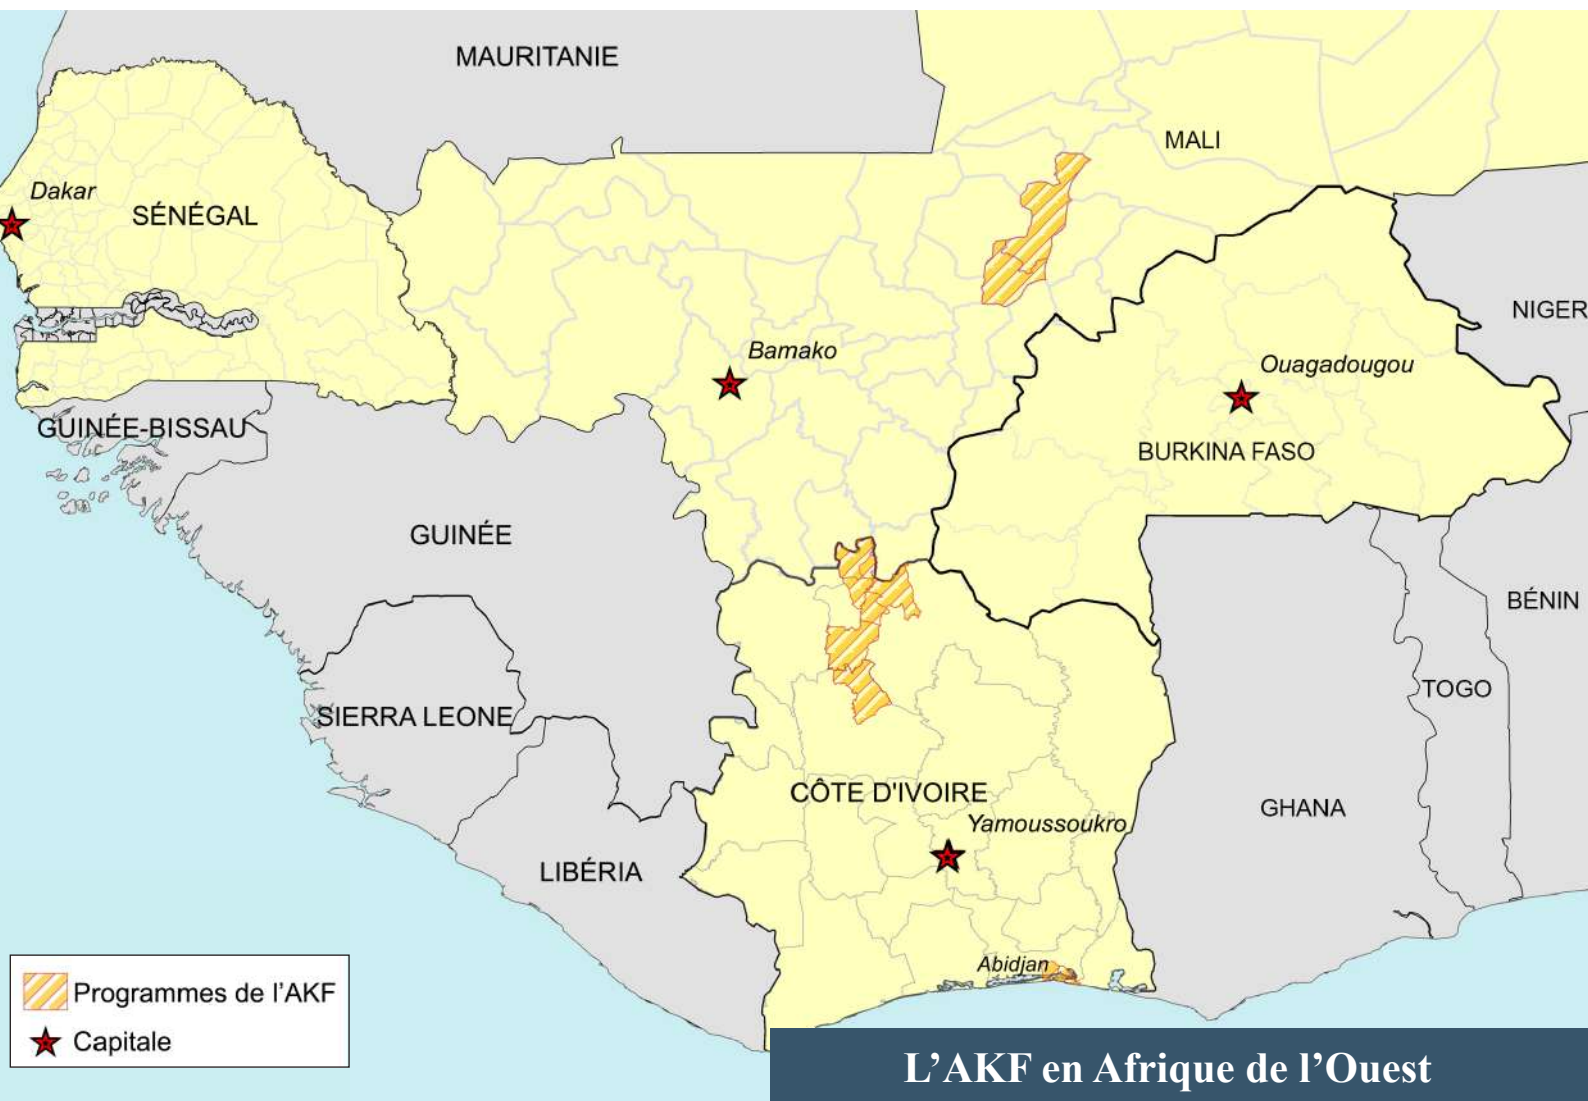 MAURITANIE
MALI
Dakar
SÉNÉGAL
NIGER
Bamako
Ouagadougou
GUINÉE-BISSAU
BURKINA FASO
GUINÉE
BÉNIN
TOGO
SIERRA LEONE
CÔTE D'IVOIRE
GHANA
Yamoussoukro
LIBÉRIA
Abidjan
Programmes de l'AKF
Capitale
L’AKF en Afrique de l’Ouest